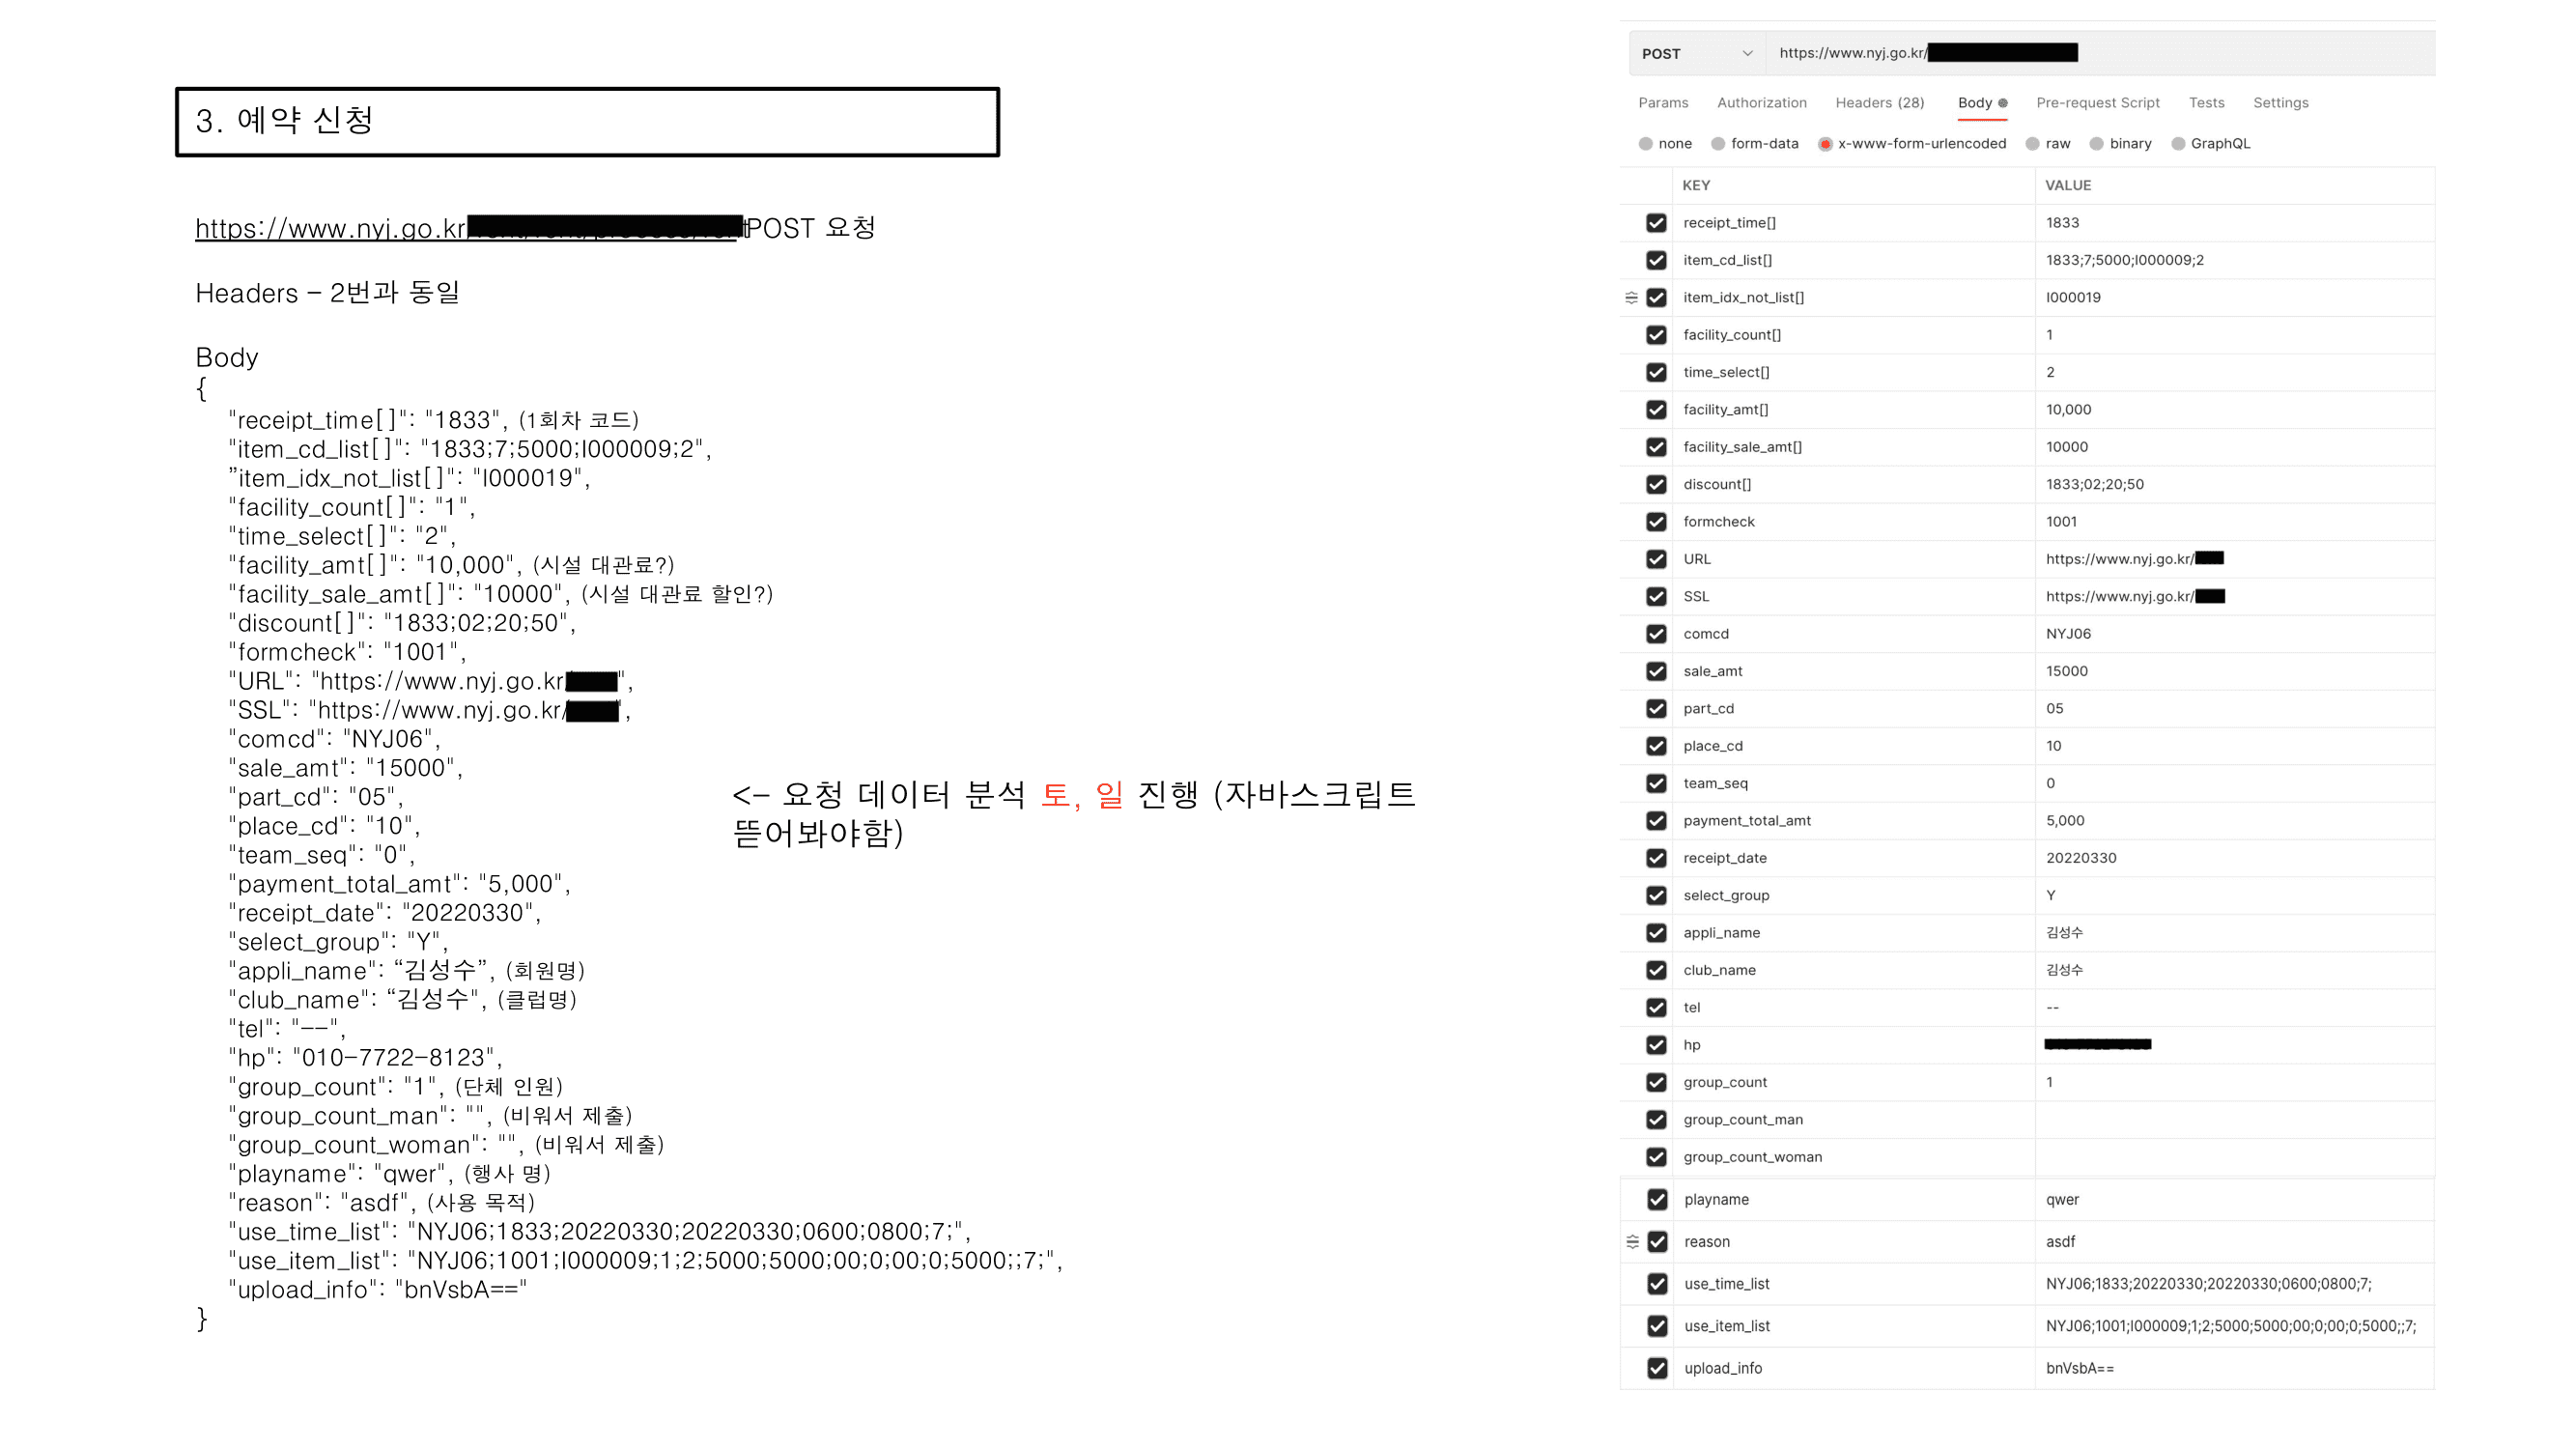 3. 예약 신청
https://www.nyj.go.kr/ POST 요청
Headers – 2번과 동일
Body
{
"receipt_time[]": "1833", (1회차 코드)
"item_cd_list[]": "1833;7;5000;I000009;2",
”item_idx_not_list[]": "I000019",
"facility_count[]": "1",
"time_select[]": "2",
"facility_amt[]": "10,000", (시설 대관료?)
"facility_sale_amt[]": "10000", (시설 대관료 할인?)
"discount[]": "1833;02;20;50",
"formcheck": "1001",
"URL": "https://www.nyj.go.kr/ ",
"SSL": "https://www.nyj.go.kr/ ",
"comcd": "NYJ06",
"sale_amt": "15000",
"part_cd": "05",
"place_cd": "10",
"team_seq": "0",
"payment_total_amt": "5,000",
"receipt_date": "20220330",
"select_group": "Y",
"appli_name": “김성수”, (회원명)
"club_name": “김성수", (클럽명)
"tel": "--",
"hp": "010-7722-8123",
"group_count": "1", (단체 인원)
"group_count_man": "", (비워서 제출)
"group_count_woman": "", (비워서 제출)
"playname": "qwer", (행사 명)
"reason": "asdf", (사용 목적)
"use_time_list": "NYJ06;1833;20220330;20220330;0600;0800;7;",
"use_item_list": "NYJ06;1001;I000009;1;2;5000;5000;00;0;00;0;5000;;7;",
"upload_info": "bnVsbA=="
}
<- 요청 데이터 분석 토, 일 진행 (자바스크립트
뜯어봐야함)
POST https://www.nyj.go.kr/
Params Authorization Headers (28) Body Pre-request Script Tests Settings
none form-data x-www-form-urlencoded raw binary GraphQL
KEY VALUE
receipt_time[] 1833
item_cd_list[] 1833;7;5000;I000009;2
item_idx_not_list[] I000019
facility_count[] 1
time_select[] 2
facility_amt[] 10,000
facility_sale_amt[] 10000
discount[] 1833;02;20;50
formcheck 1001
URL https://www.nyj.go.kr/
SSL https://www.nyj.go.kr/
comcd NYJ06
sale_amt 15000
part_cd 05
place_cd 10
team_seq 0
payment_total_amt 5,000
receipt_date 20220330
select_group Y
appli_name 김성수
club_name 김성수
tel --
hp
group_count 1
group_count_man
group_count_woman
playname qwer
reason asdf
use_time_list NYJ06;1833;20220330;20220330;0600;0800;7;
use_item_list NYJ06;1001;I000009;1;2;5000;5000;00;0;00;0;5000;;7;
upload_info bnVsbA==